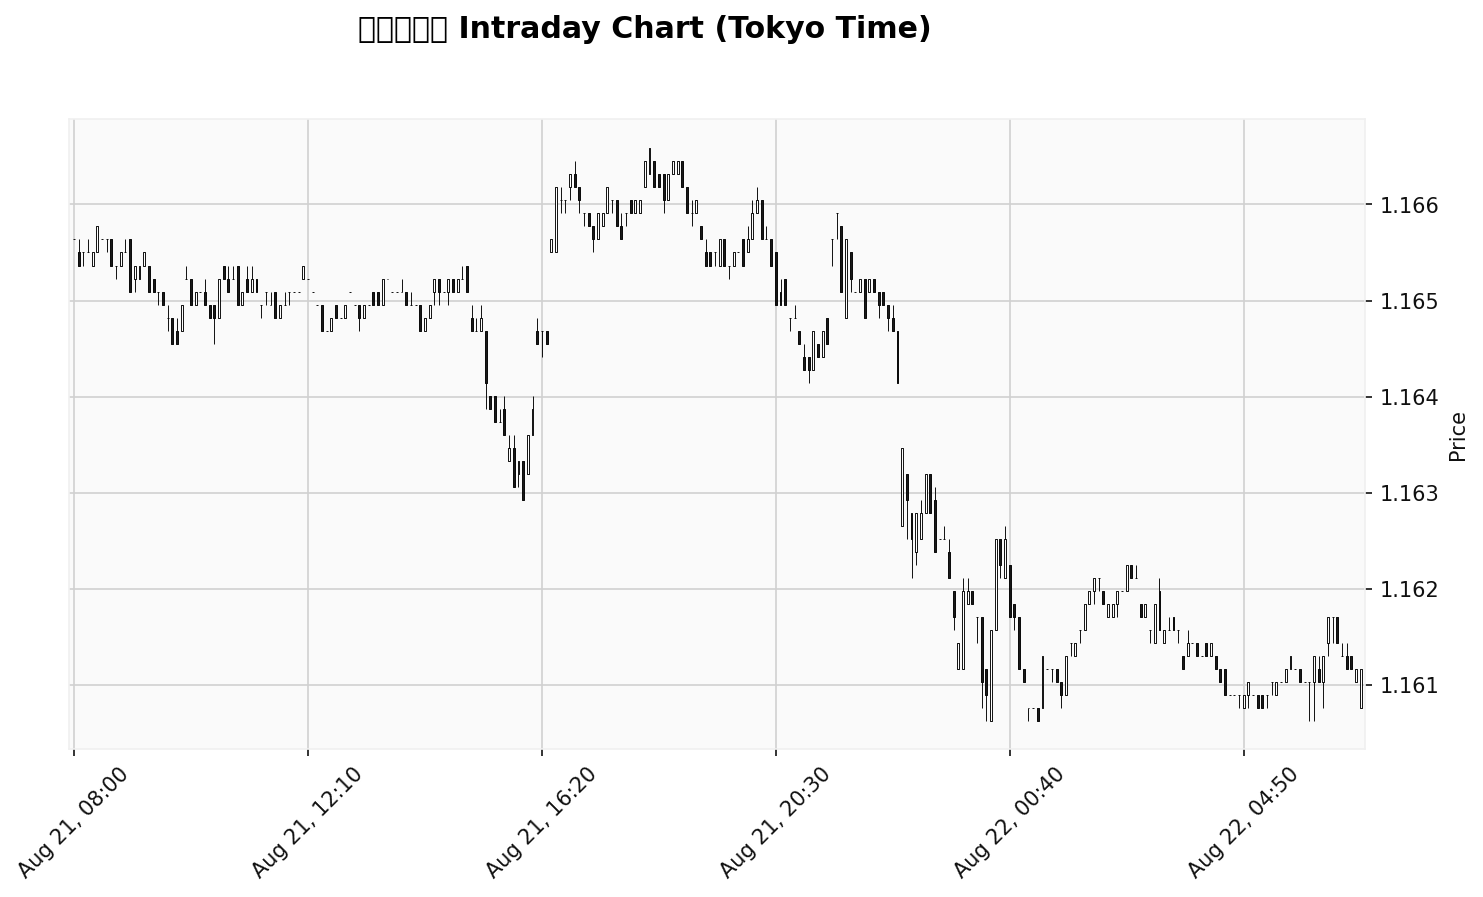 Intraday Chart (Tokyo Time)
1.166
1.165
1.164
1.163
1.162
1.161
Price
Aug 21, 08:00
Aug 21, 12:10
Aug 21, 16:20
Aug 21, 20:30
Aug 22, 00:40
Aug 22, 04:50